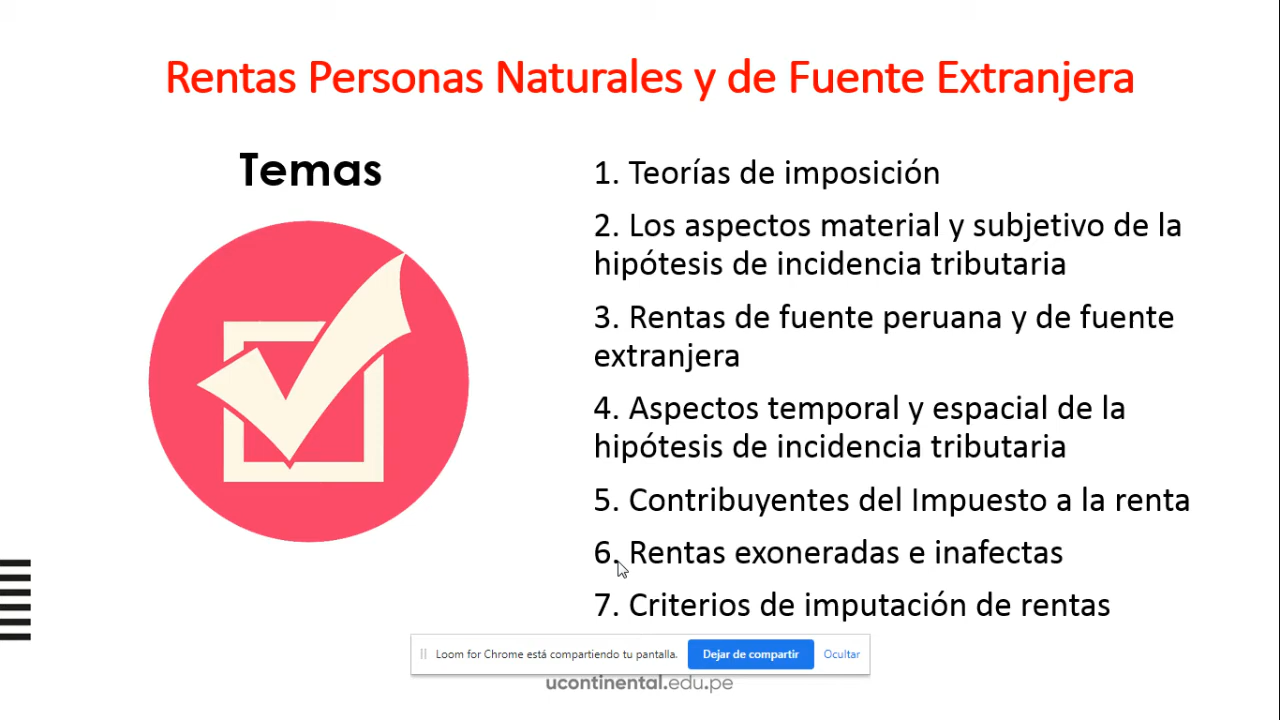 Rentas Personas Naturales y de Fuente Extranjera
Temas
1. Teorías de imposición
2. Los aspectos material y subjetivo de la
hipótesis de incidencia tributaria
3. Rentas de fuente peruana y de fuente
extranjera
4. Aspectos temporal y espacial de la
hipótesis de incidencia tributaria
5. Contribuyentes del Impuesto a la renta
6. Rentas exoneradas e inafectas
7. Criterios de imputación de rentas
Loom for Chrome está compartiendo tu pantalla. Dejar de compartir Ocultar
ucontinental.edu.pe